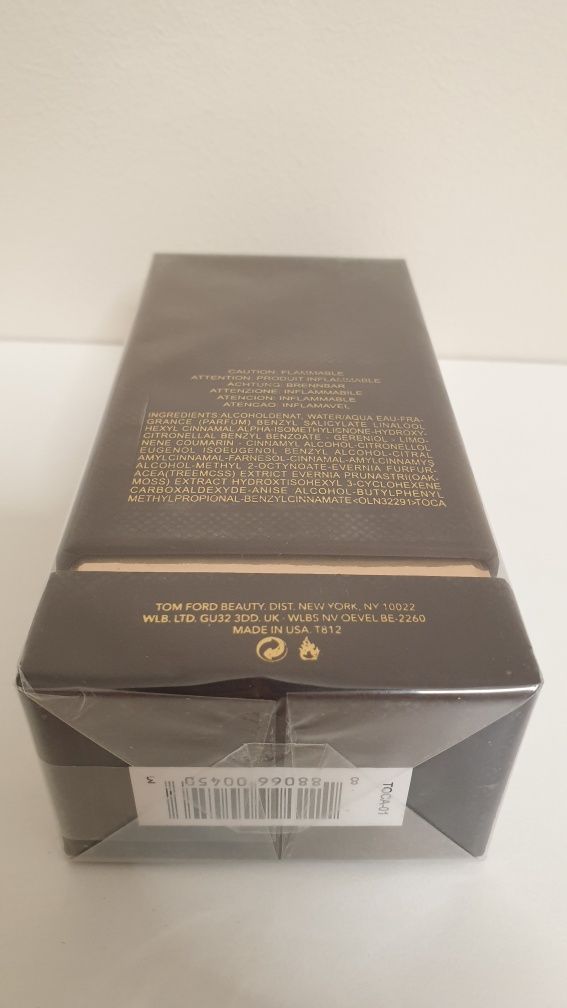 CAUTION: FLAMMABLE
ATTENTION: PRODUIT INFLAMMABLE
ACHTUNG: BRENNBAR
ATTENZIONE: INFLAMMABILE
ATENCION: INFLAMMABLE
ATENCAO: INFLAMAVEL
INGREDIENTS:ALCOHOLDENAT, WATER/AQUA EAU-FRA-
GRANCE (PARFUM) BENZYL SALICYLATE LINALOOL
HEXYL CINNAMAL ALPHA-ISOMETHYLIGNONE-HYDROXY
CITRONELLAL BENZYL BENZOATE - GERENIOL - LIMO-
NENE COUMARIN - CINNAMYL ALCOHOL-CITRONELLOL
EUGENOL ISOEUGENOL BENZYL ALCOHOL-CITRAL
AMYLCINNAMAL-FARNESOL-CINNAMAL-AMYLCINNAMYS
ALCOHOL-METHYL 2-OCTYNOATE-EVERNIA FURFUR-
ACEA(TREEMCSS) EXTRICT EVERNIA PRUNASTRI(OAK-
MOSS) EXTRACT HYDROXTISOHEXYL 3-CYCLOHEXENE
CARBOXALDEXYDE-ANISE ALCOHOL-BUTYLPHENYL
METHYLPROPIONAL-BENZYLCINNAMATE<OLN32291>TOCA
TOM FORD BEAUTY. DIST. NEW YORK, NY 10022
WLB. LTD. GU32 3DD. UK · WLBS NV OEVEL BE-2260
MADE IN USA. T812
8 88066 00450 3
TOCA-01